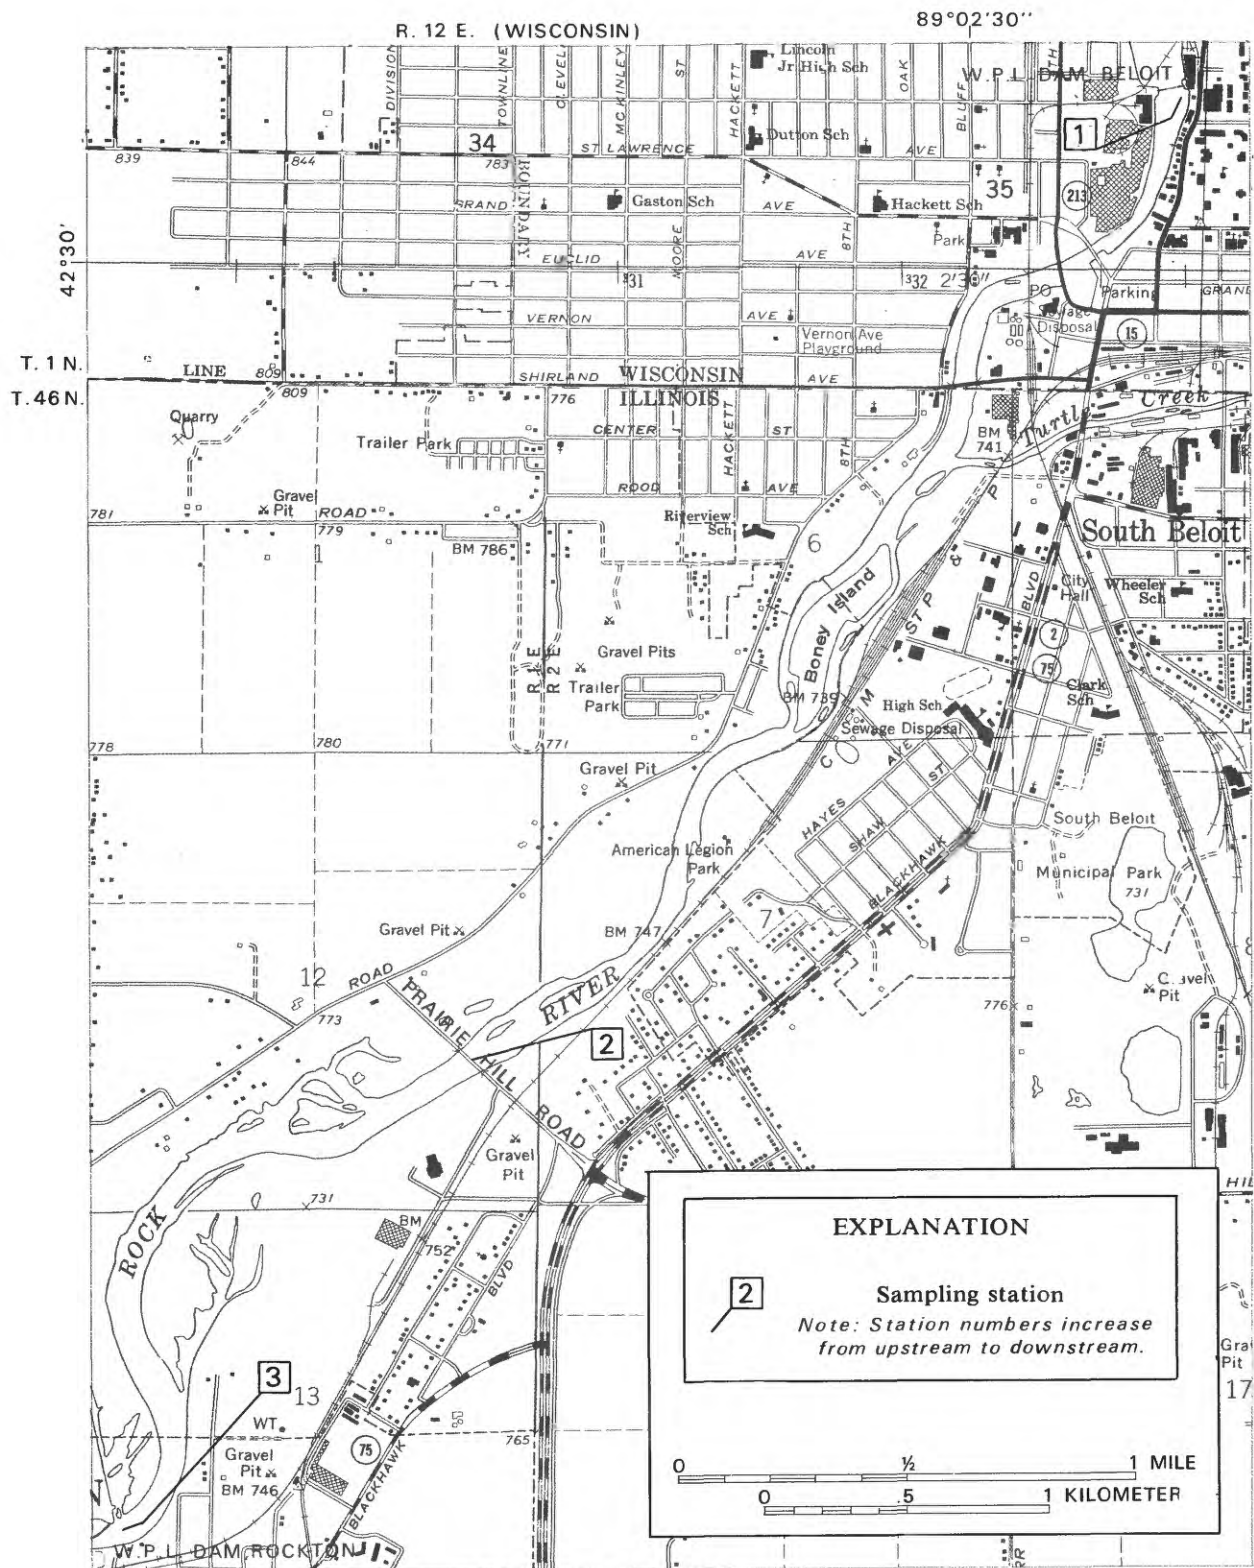 R. 12 E. (WISCONSIN)
89°02'30"
DIVISION
TOWNLINE
MCKINLEY
ST
HACKETT
Lincoln
Jr High Sch
OAK
BLUFF
W.P.L. DAM BELOIT
1
Dutton Sch
34
ST LAWRENCE
AVE
839
844
783
BOUNDARY
35
213
GRAND
Gaston Sch
AVE
Hackett Sch
MOORE
8TH
Park
42°30'
EUCLID
AVE
331
332
2'30"
PO
Parking
GRAND
VERNON
AVE
Vernon Ave
Playground
Disposal
15
T. 1 N.
LINE
809
SHIRLAND
WISCONSIN
AVE
T. 46 N.
809
776
ILLINOIS
Quarry
Trailer Park
CENTER
ST
HACKETT
8TH
BM
741
Turtle
Creek
Gravel
Pit
ROOD
AVE
781
ROAD
779
BM 786
1
Riverview
Sch
6
South Beloit
City
Hall
Wheeler
Sch
BLVD
Boney Island
C M ST P & P
2
75
Gravel Pits
R 1 E
R 2 E
Trailer
Park
BM 739
High Sch
Clark
Sch
Sewage Disposal
778
780
771
Gravel Pit
HAYES
AVE
SHAW
ST
BLACKHAWK
American Legion
Park
South Beloit
Municipal Park
731
Gravel Pit
BM 747
7
12
ROAD
773
PRAIRIE HILL ROAD
RIVER
2
776
Pit
Gravel
Pit
731
ROCK
BM
752
BLVD
3
13
WT
Gravel
Pit
BM 746
75
BLACKHAWK
765
W.P.L. DAM ROCKTON
EXPLANATION
2
Sampling station
Note: Station numbers increase
from upstream to downstream.
0 ½ 1 MILE
0 .5 1 KILOMETER
Pit
17